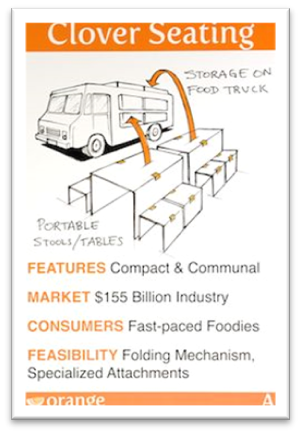 Clover Seating
STORAGE ON
FOOD TRUCK
PORTABLE
STOOLS/TABLES
FEATURES Compact & Communal
MARKET $155 Billion Industry
CONSUMERS Fast-paced Foodies
FEASIBILITY Folding Mechanism,
Specialized Attachments
orange A